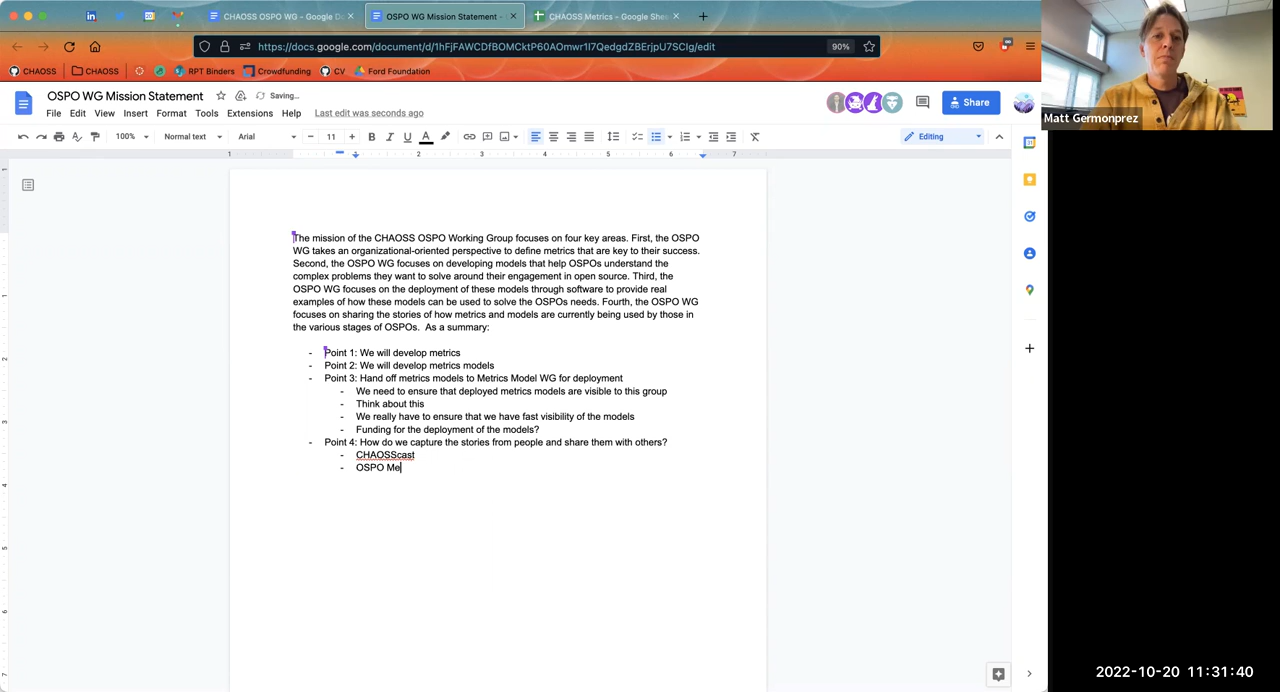 CHAOSS OSPO WG - Google D
OSPO WG Mission Statement -
CHAOSS Metrics - Google She
https://docs.google.com/document/d/1hFjFAWCDfBOMCktP60AOmwr1I7QedgdZBErjpU7SCIg/edit
90%
CHAOSS
CHAOSS
RPT Binders
Crowdfunding
CV
Ford Foundation
OSPO WG Mission Statement
Saving...
File Edit View Insert Format Tools Extensions Help Last edit was seconds ago
Share
100% Normal text Arial 11 Editing
The mission of the CHAOSS OSPO Working Group focuses on four key areas. First, the OSPO
WG takes an organizational-oriented perspective to define metrics that are key to their success.
Second, the OSPO WG focuses on developing models that help OSPOs understand the
complex problems they want to solve around their engagement in open source. Third, the
OSPO WG focuses on the deployment of these models through software to provide real
examples of how these models can be used to solve the OSPOs needs. Fourth, the OSPO WG
focuses on sharing the stories of how metrics and models are currently being used by those in
the various stages of OSPOs.  As a summary:
- Point 1: We will develop metrics
- Point 2: We will develop metrics models
- Point 3: Hand off metrics models to Metrics Model WG for deployment
- We need to ensure that deployed metrics models are visible to this group
- Think about this
- We really have to ensure that we have fast visibility of the models
- Funding for the deployment of the models?
- Point 4: How do we capture the stories from people and share them with others?
- CHAOSScast
- OSPO Me
Matt Germonprez
2022-10-20 11:31:40